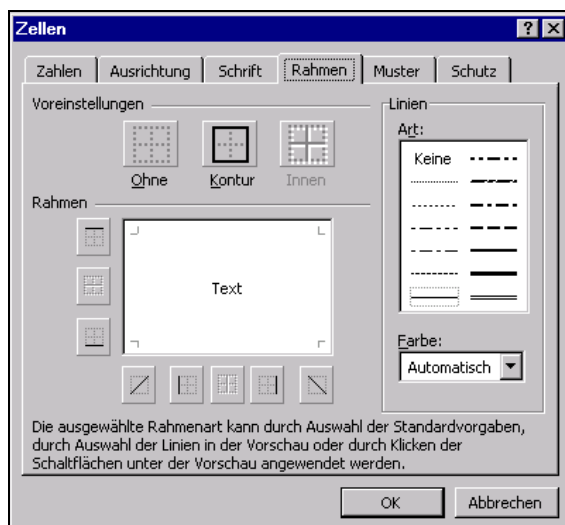 Zellen
Zahlen Ausrichtung Schrift Rahmen Muster Schutz
Voreinstellungen
Ohne Kontur Innen
Rahmen
Text
Linien
Art:
Keine
Farbe:
Automatisch
Die ausgewählte Rahmenart kann durch Auswahl der Standardvorgaben,
durch Auswahl der Linien in der Vorschau oder durch Klicken der
Schaltflächen unter der Vorschau angewendet werden.
OK Abbrechen